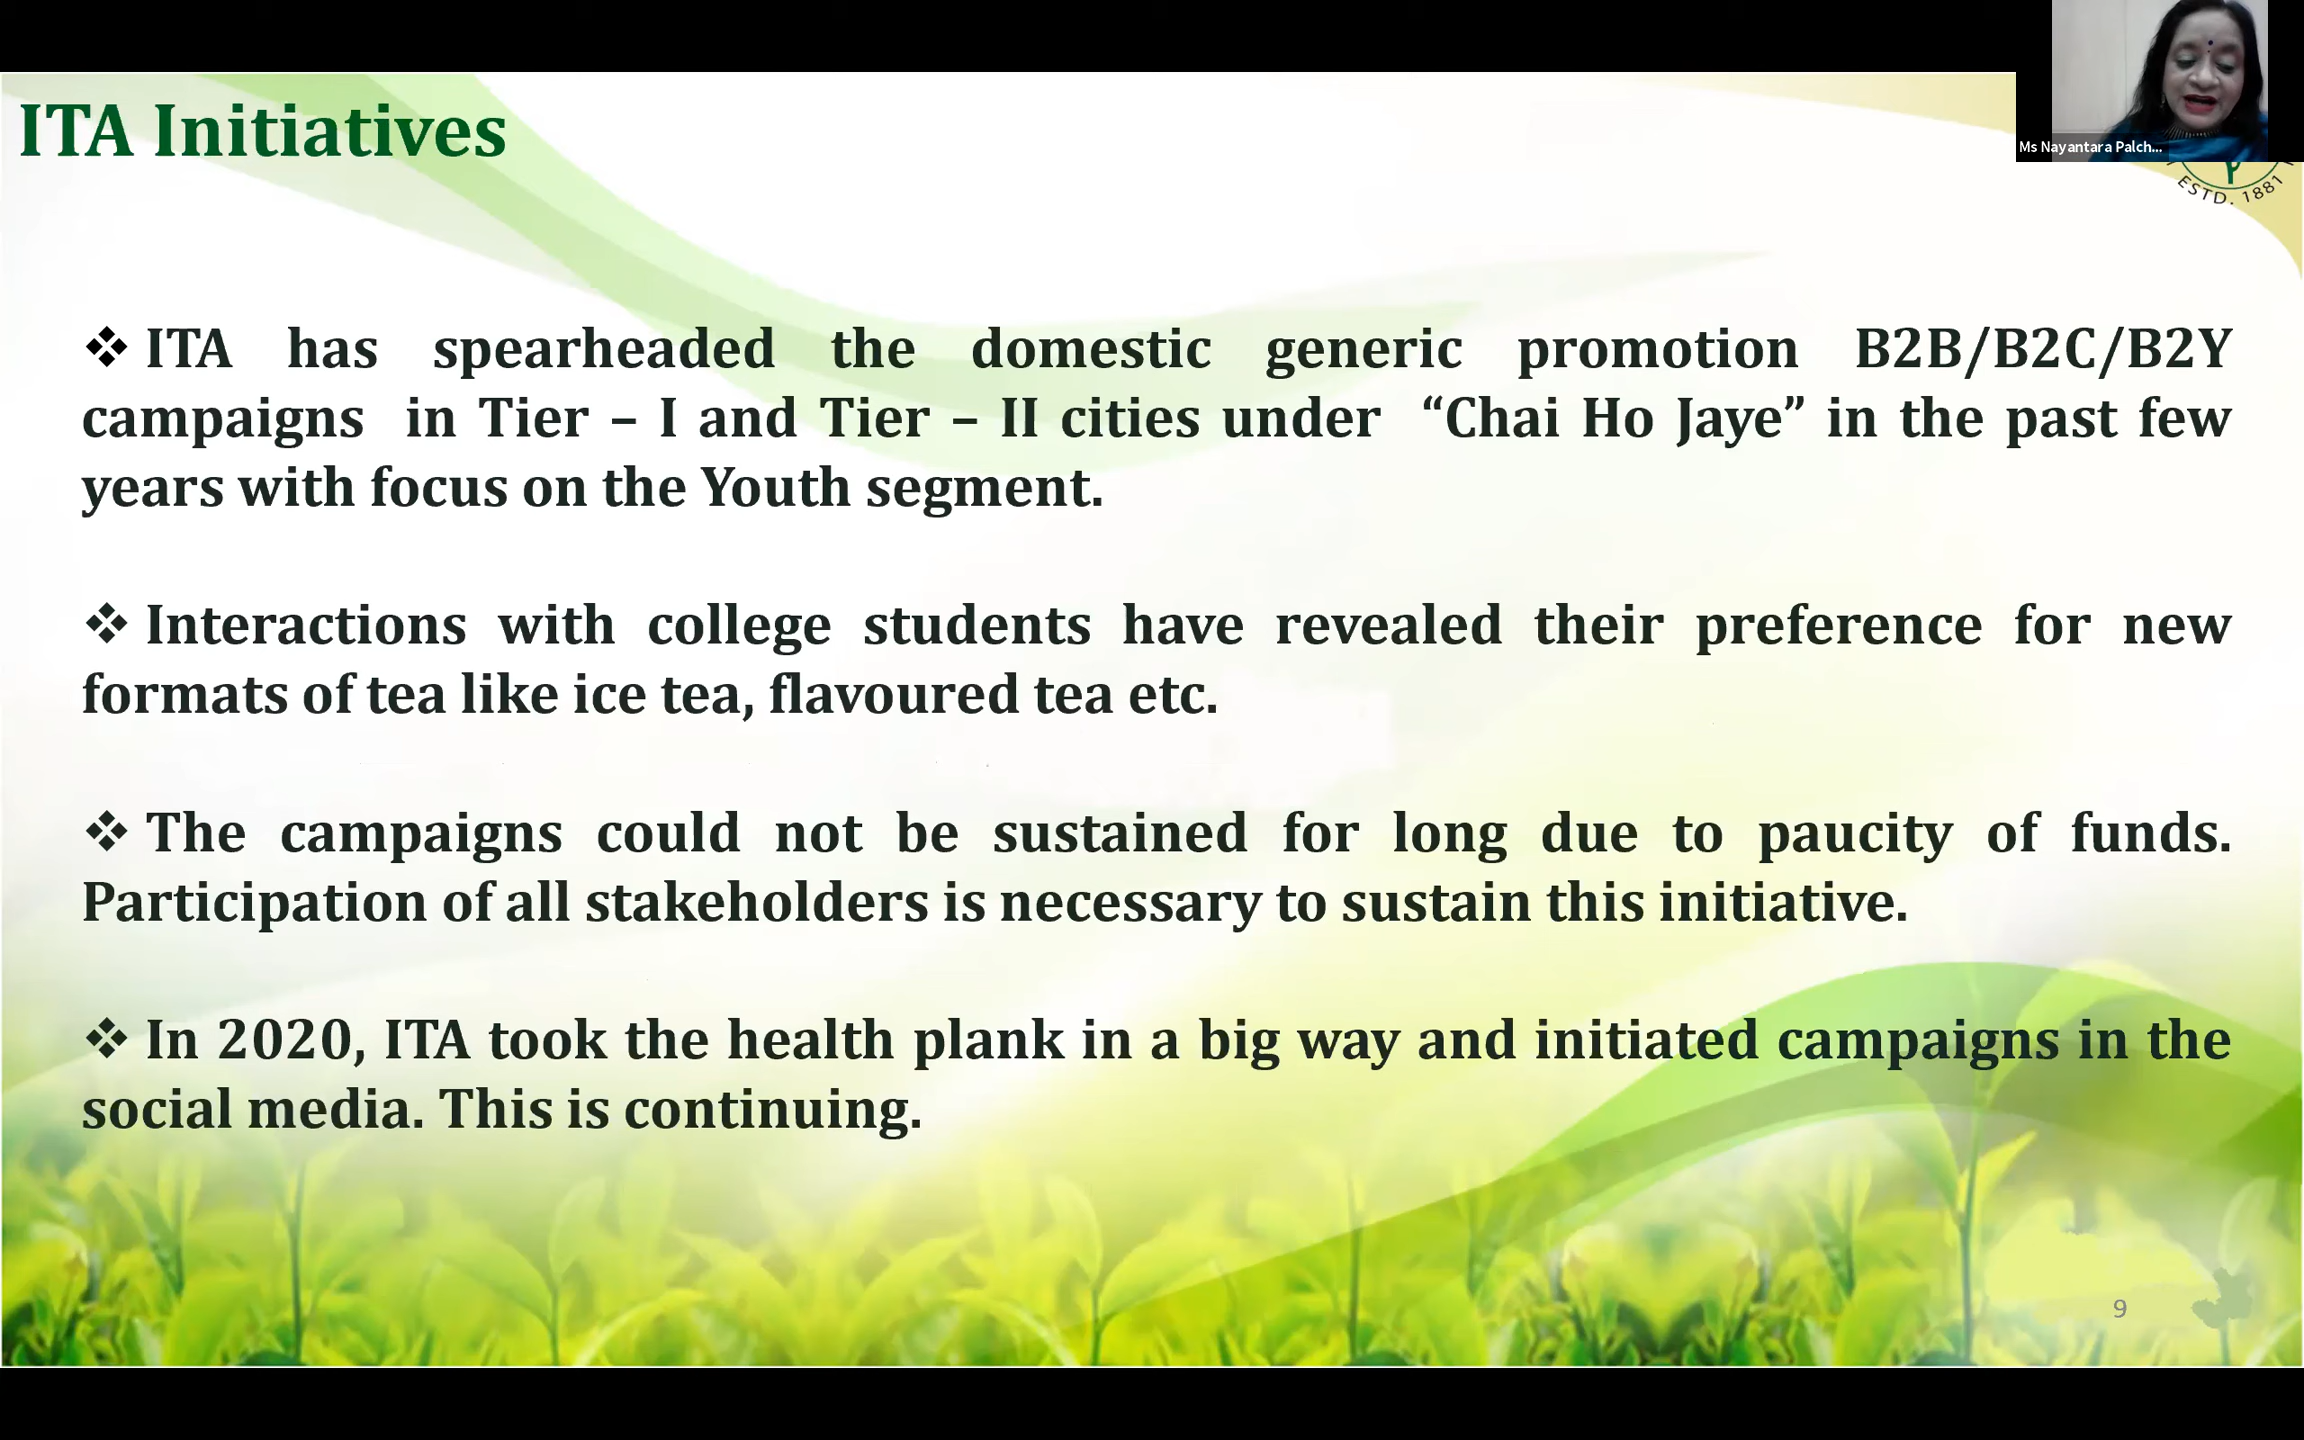 ITA Initiatives
Ms Nayantara Palch...
ESTD. 1881
❖ ITA has spearheaded the domestic generic promotion B2B/B2C/B2Y
campaigns in Tier – I and Tier – II cities under “Chai Ho Jaye” in the past few
years with focus on the Youth segment.
❖ Interactions with college students have revealed their preference for new
formats of tea like ice tea, flavoured tea etc.
❖ The campaigns could not be sustained for long due to paucity of funds.
Participation of all stakeholders is necessary to sustain this initiative.
❖ In 2020, ITA took the health plank in a big way and initiated campaigns in the
social media. This is continuing.
9